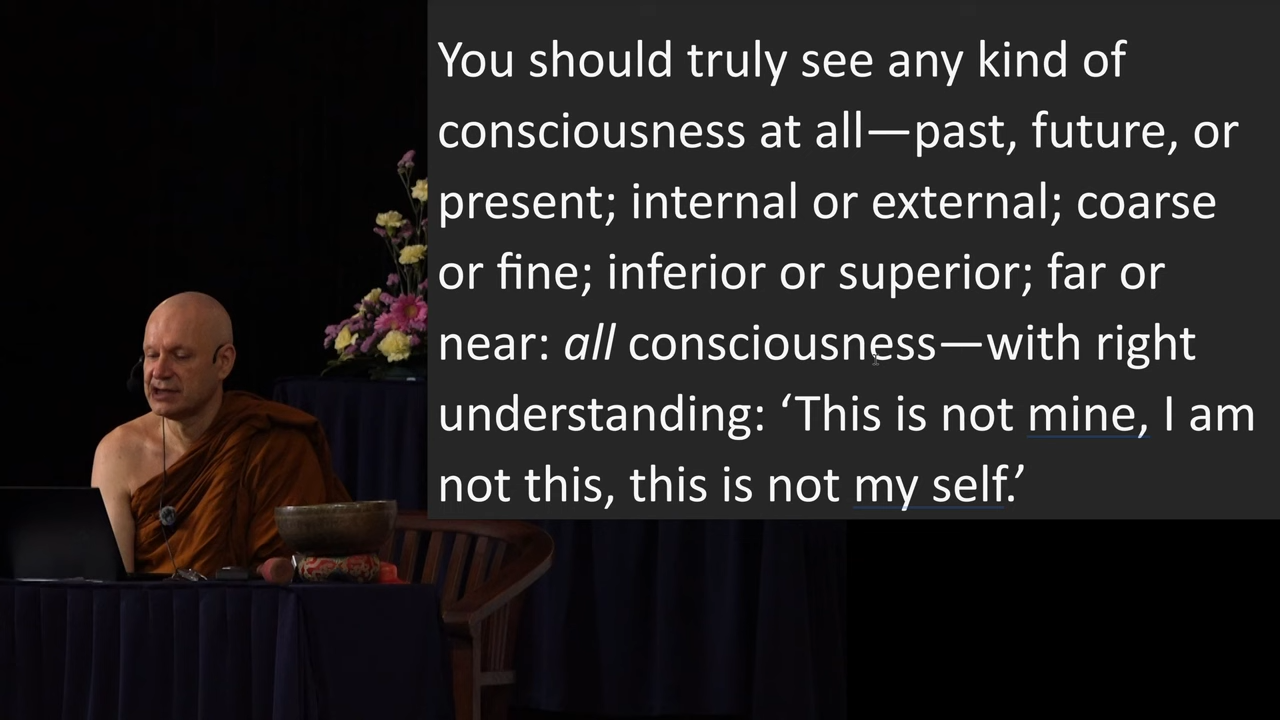 You should truly see any kind of
consciousness at all—past, future, or
present; internal or external; coarse
or fine; inferior or superior; far or
near: all consciousness—with right
understanding: ‘This is not mine, I am
not this, this is not my self.’